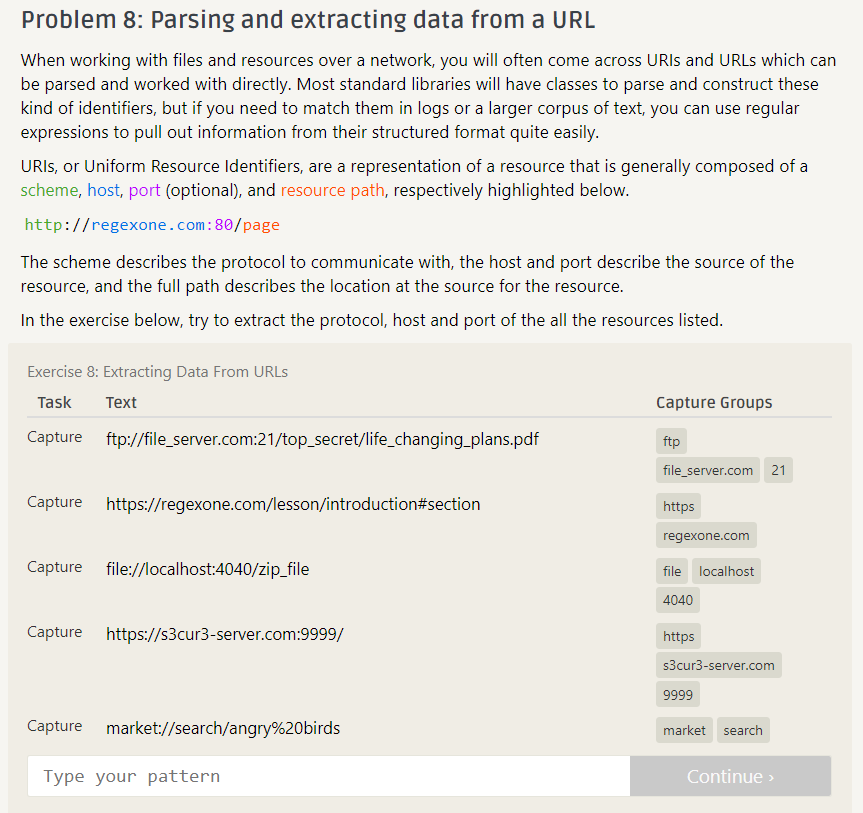 Problem 8: Parsing and extracting data from a URL
When working with files and resources over a network, you will often come across URIs and URLs which can
be parsed and worked with directly. Most standard libraries will have classes to parse and construct these
kind of identifiers, but if you need to match them in logs or a larger corpus of text, you can use regular
expressions to pull out information from their structured format quite easily.
URIs, or Uniform Resource Identifiers, are a representation of a resource that is generally composed of a
scheme, host, port (optional), and resource path, respectively highlighted below.
http://regexone.com:80/page
The scheme describes the protocol to communicate with, the host and port describe the source of the
resource, and the full path describes the location at the source for the resource.
In the exercise below, try to extract the protocol, host and port of the all the resources listed.
Exercise 8: Extracting Data From URLs
Task Text Capture Groups
Capture ftp://file_server.com:21/top_secret/life_changing_plans.pdf ftp
file_server.com 21
Capture https://regexone.com/lesson/introduction#section https
regexone.com
Capture file://localhost:4040/zip_file file localhost
4040
Capture https://s3cur3-server.com:9999/ https
s3cur3-server.com
9999
Capture market://search/angry%20birds market search
Type your pattern Continue ›